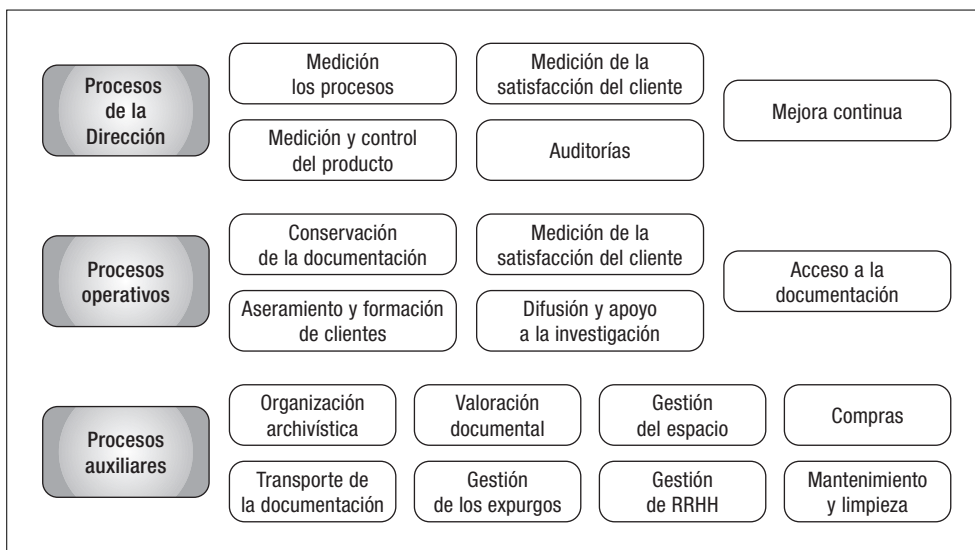 Procesos
de la
Dirección
Medición
los procesos
Medición de la
satisfacción del cliente
Medición y control
del producto
Auditorías
Mejora continua
Procesos
operativos
Conservación
de la documentación
Medición de la
satisfacción del cliente
Aseramiento y formación
de clientes
Difusión y apoyo
a la investigación
Acceso a la
documentación
Procesos
auxiliares
Organización
archivística
Valoración
documental
Gestión
del espacio
Compras
Transporte de
la documentación
Gestión
de los expurgos
Gestión
de RRHH
Mantenimiento
y limpieza